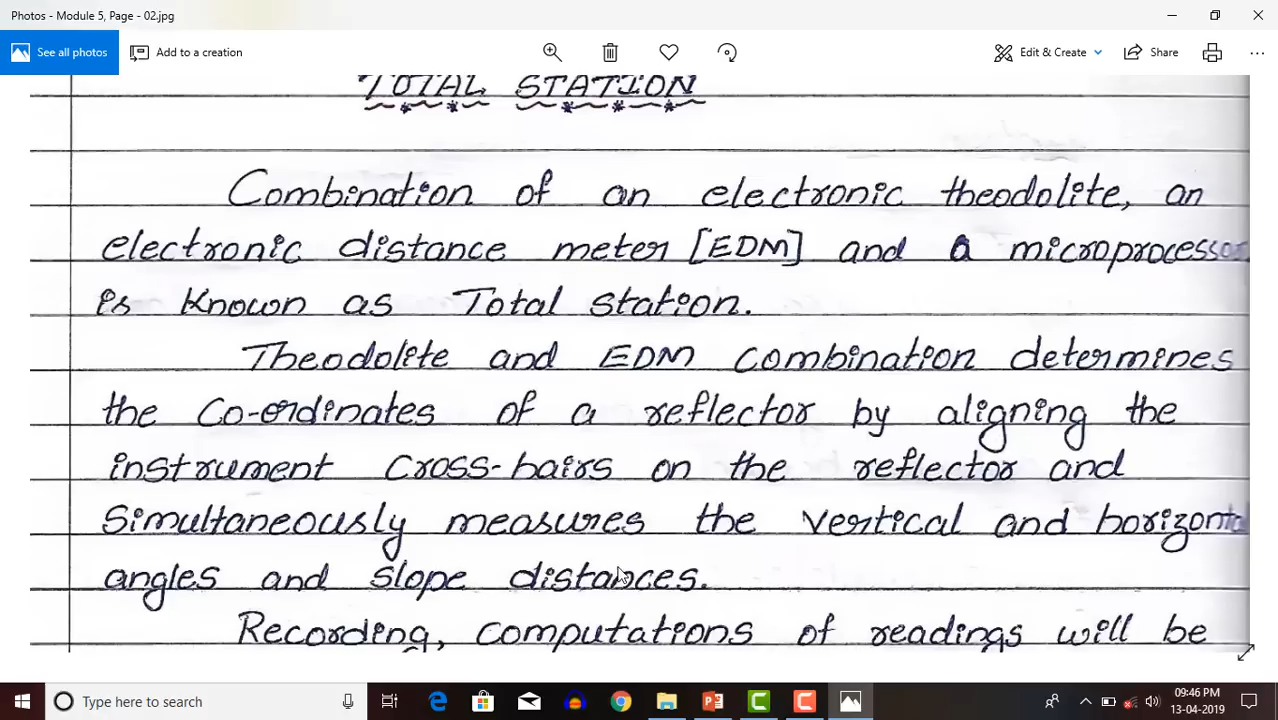 Photos - Module 5, Page - 02.jpg
See all photos
Add to a creation
Edit & Create
Share
TOTAL STATION
Combination of an electronic theodolite, an
electronic distance meter [EDM] and a microprocessor
is known as Total station.
Theodolite and EDM combination determines
the Co-ordinates of a reflector by aligning the
instrument cross-hairs on the reflector and
Simultaneously measures the vertical and horizontal
angles and slope distances.
Recording, computations of readings will be
Type here to search
09:46 PM
13-04-2019